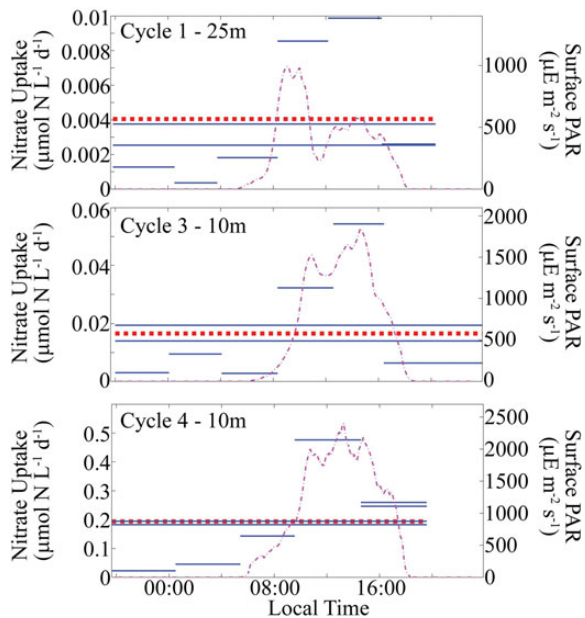 Cycle 1 - 25m
Nitrate Uptake
(µmol N L⁻¹ d⁻¹)
0.01
0.008
0.006
0.004
0.002
0
1000
500
0
Surface PAR
(µE m⁻² s⁻¹)
Cycle 3 - 10m
Nitrate Uptake
(µmol N L⁻¹ d⁻¹)
0.06
0.04
0.02
0
2000
1500
1000
500
0
Surface PAR
(µE m⁻² s⁻¹)
Cycle 4 - 10m
Nitrate Uptake
(µmol N L⁻¹ d⁻¹)
0.5
0.4
0.3
0.2
0.1
0
2500
2000
1500
1000
500
0
Surface PAR
(µE m⁻² s⁻¹)
00:00 08:00 16:00
Local Time